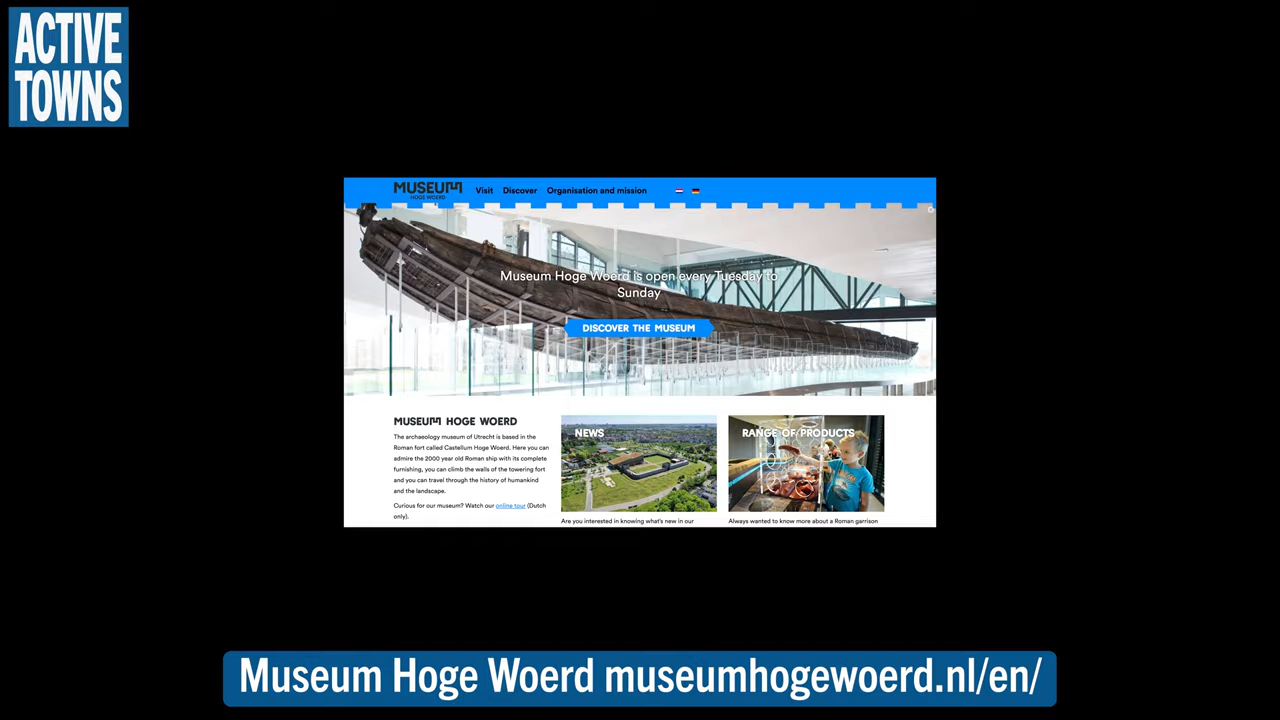 ACTIVE
TOWNS
MUSEUM
HOGE WOERD
Visit Discover Organisation and mission
Museum Hoge Woerd is open every Tuesday to
Sunday
DISCOVER THE MUSEUM
MUSEUM HOGE WOERD
The archaeology museum of Utrecht is based in the
Roman fort called Castellum Hoge Woerd. Here you can
admire the 2000 year old Roman ship with its complete
furnishing, you can climb the walls of the towering fort
and you can travel through the history of humankind
and the landscape.
Curious for our museum? Watch our online tour (Dutch
only).
NEWS
Are you interested in knowing what's new in our
RANGE OF PRODUCTS
Always wanted to know more about a Roman garrison
Museum Hoge Woerd museumhogewoerd.nl/en/